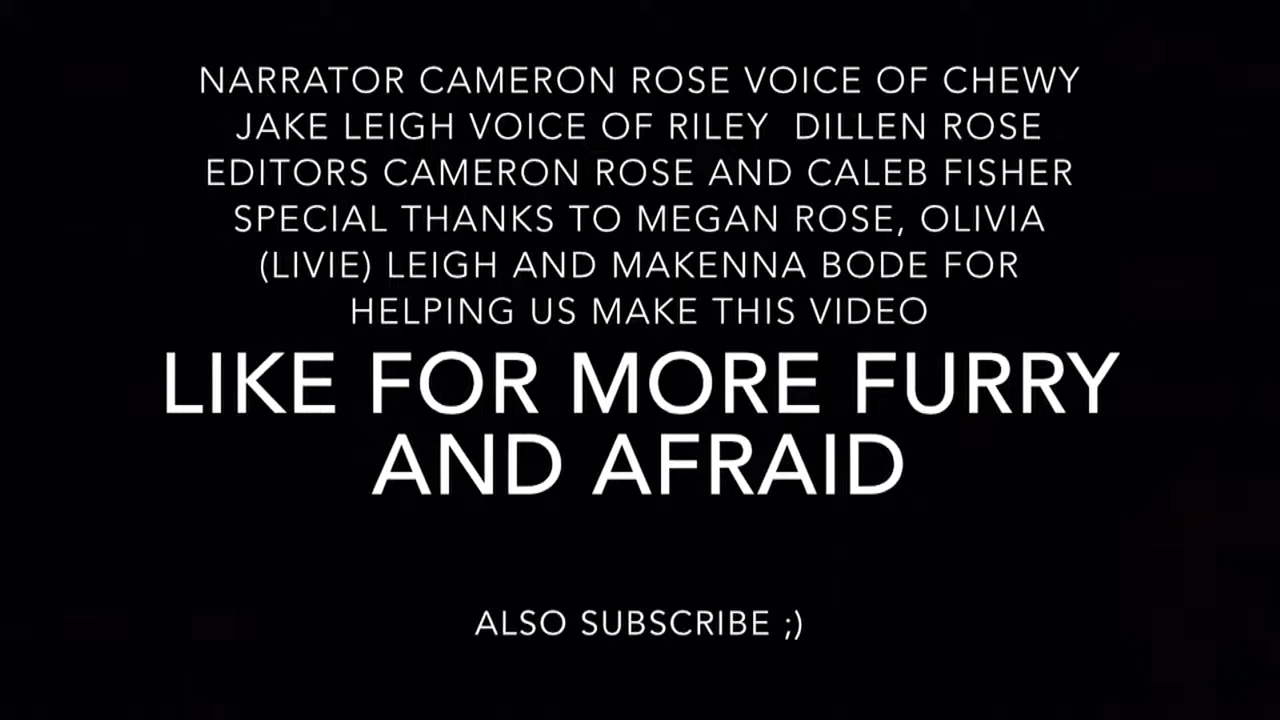 NARRATOR CAMERON ROSE VOICE OF CHEWY
JAKE LEIGH VOICE OF RILEY  DILLEN ROSE
EDITORS CAMERON ROSE AND CALEB FISHER
SPECIAL THANKS TO MEGAN ROSE, OLIVIA
(LIVIE) LEIGH AND MAKENNA BODE FOR
HELPING US MAKE THIS VIDEO
LIKE FOR MORE FURRY
AND AFRAID
ALSO SUBSCRIBE ;)